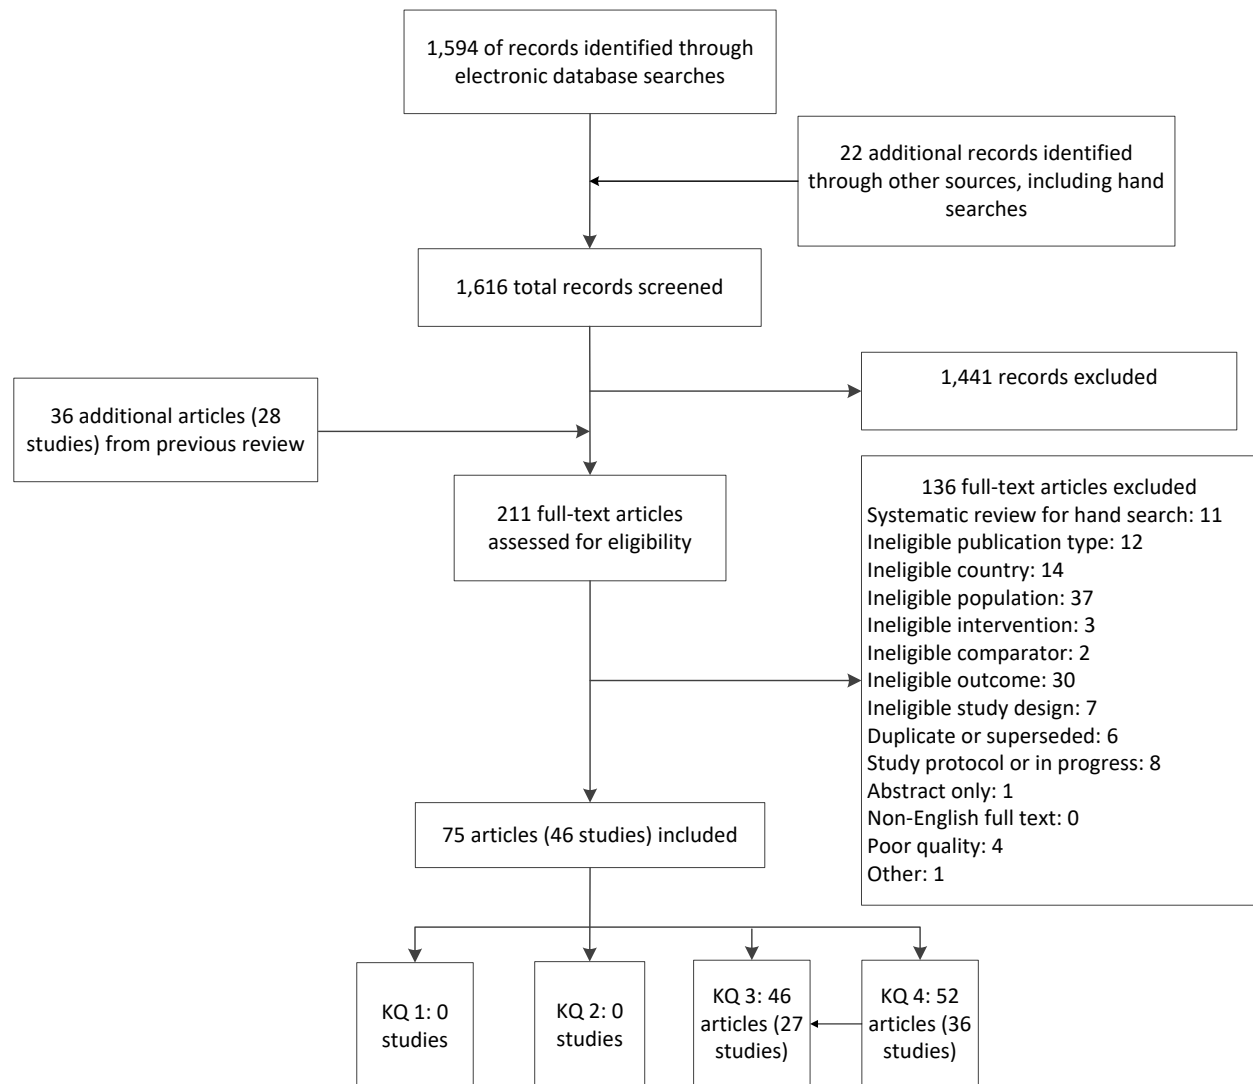 1,594 of records identified through
electronic database searches
22 additional records identified
through other sources, including hand
searches
1,616 total records screened
1,441 records excluded
36 additional articles (28
studies) from previous review
211 full-text articles
assessed for eligibility
136 full-text articles excluded
Systematic review for hand search: 11
Ineligible publication type: 12
Ineligible country: 14
Ineligible population: 37
Ineligible intervention: 3
Ineligible comparator: 2
Ineligible outcome: 30
Ineligible study design: 7
Duplicate or superseded: 6
Study protocol or in progress: 8
Abstract only: 1
Non-English full text: 0
Poor quality: 4
Other: 1
75 articles (46 studies) included
KQ 1: 0
studies
KQ 2: 0
studies
KQ 3: 46
articles (27
studies)
KQ 4: 52
articles (36
studies)